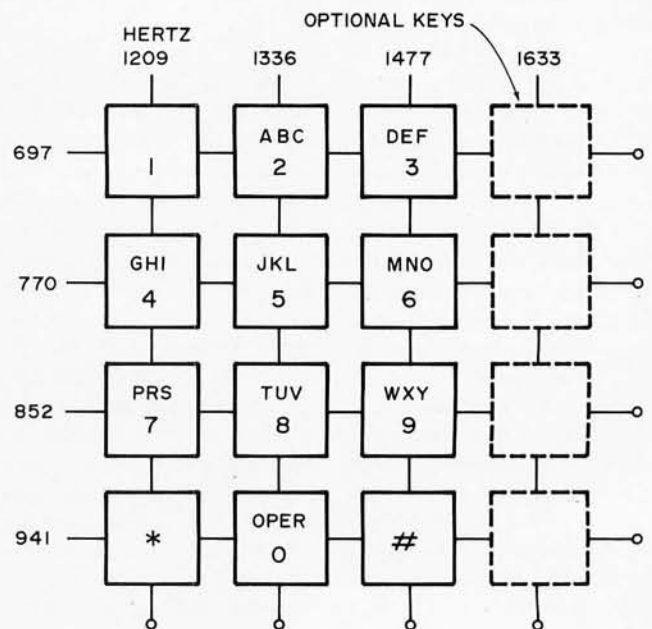 OPTIONAL KEYS
HERTZ
1209 1336 1477 1633
697
ABC DEF
1 2 3
GHI JKL MNO
770
4 5 6
PRS TUV WXY
852
7 8 9
OPER
941 * #
0